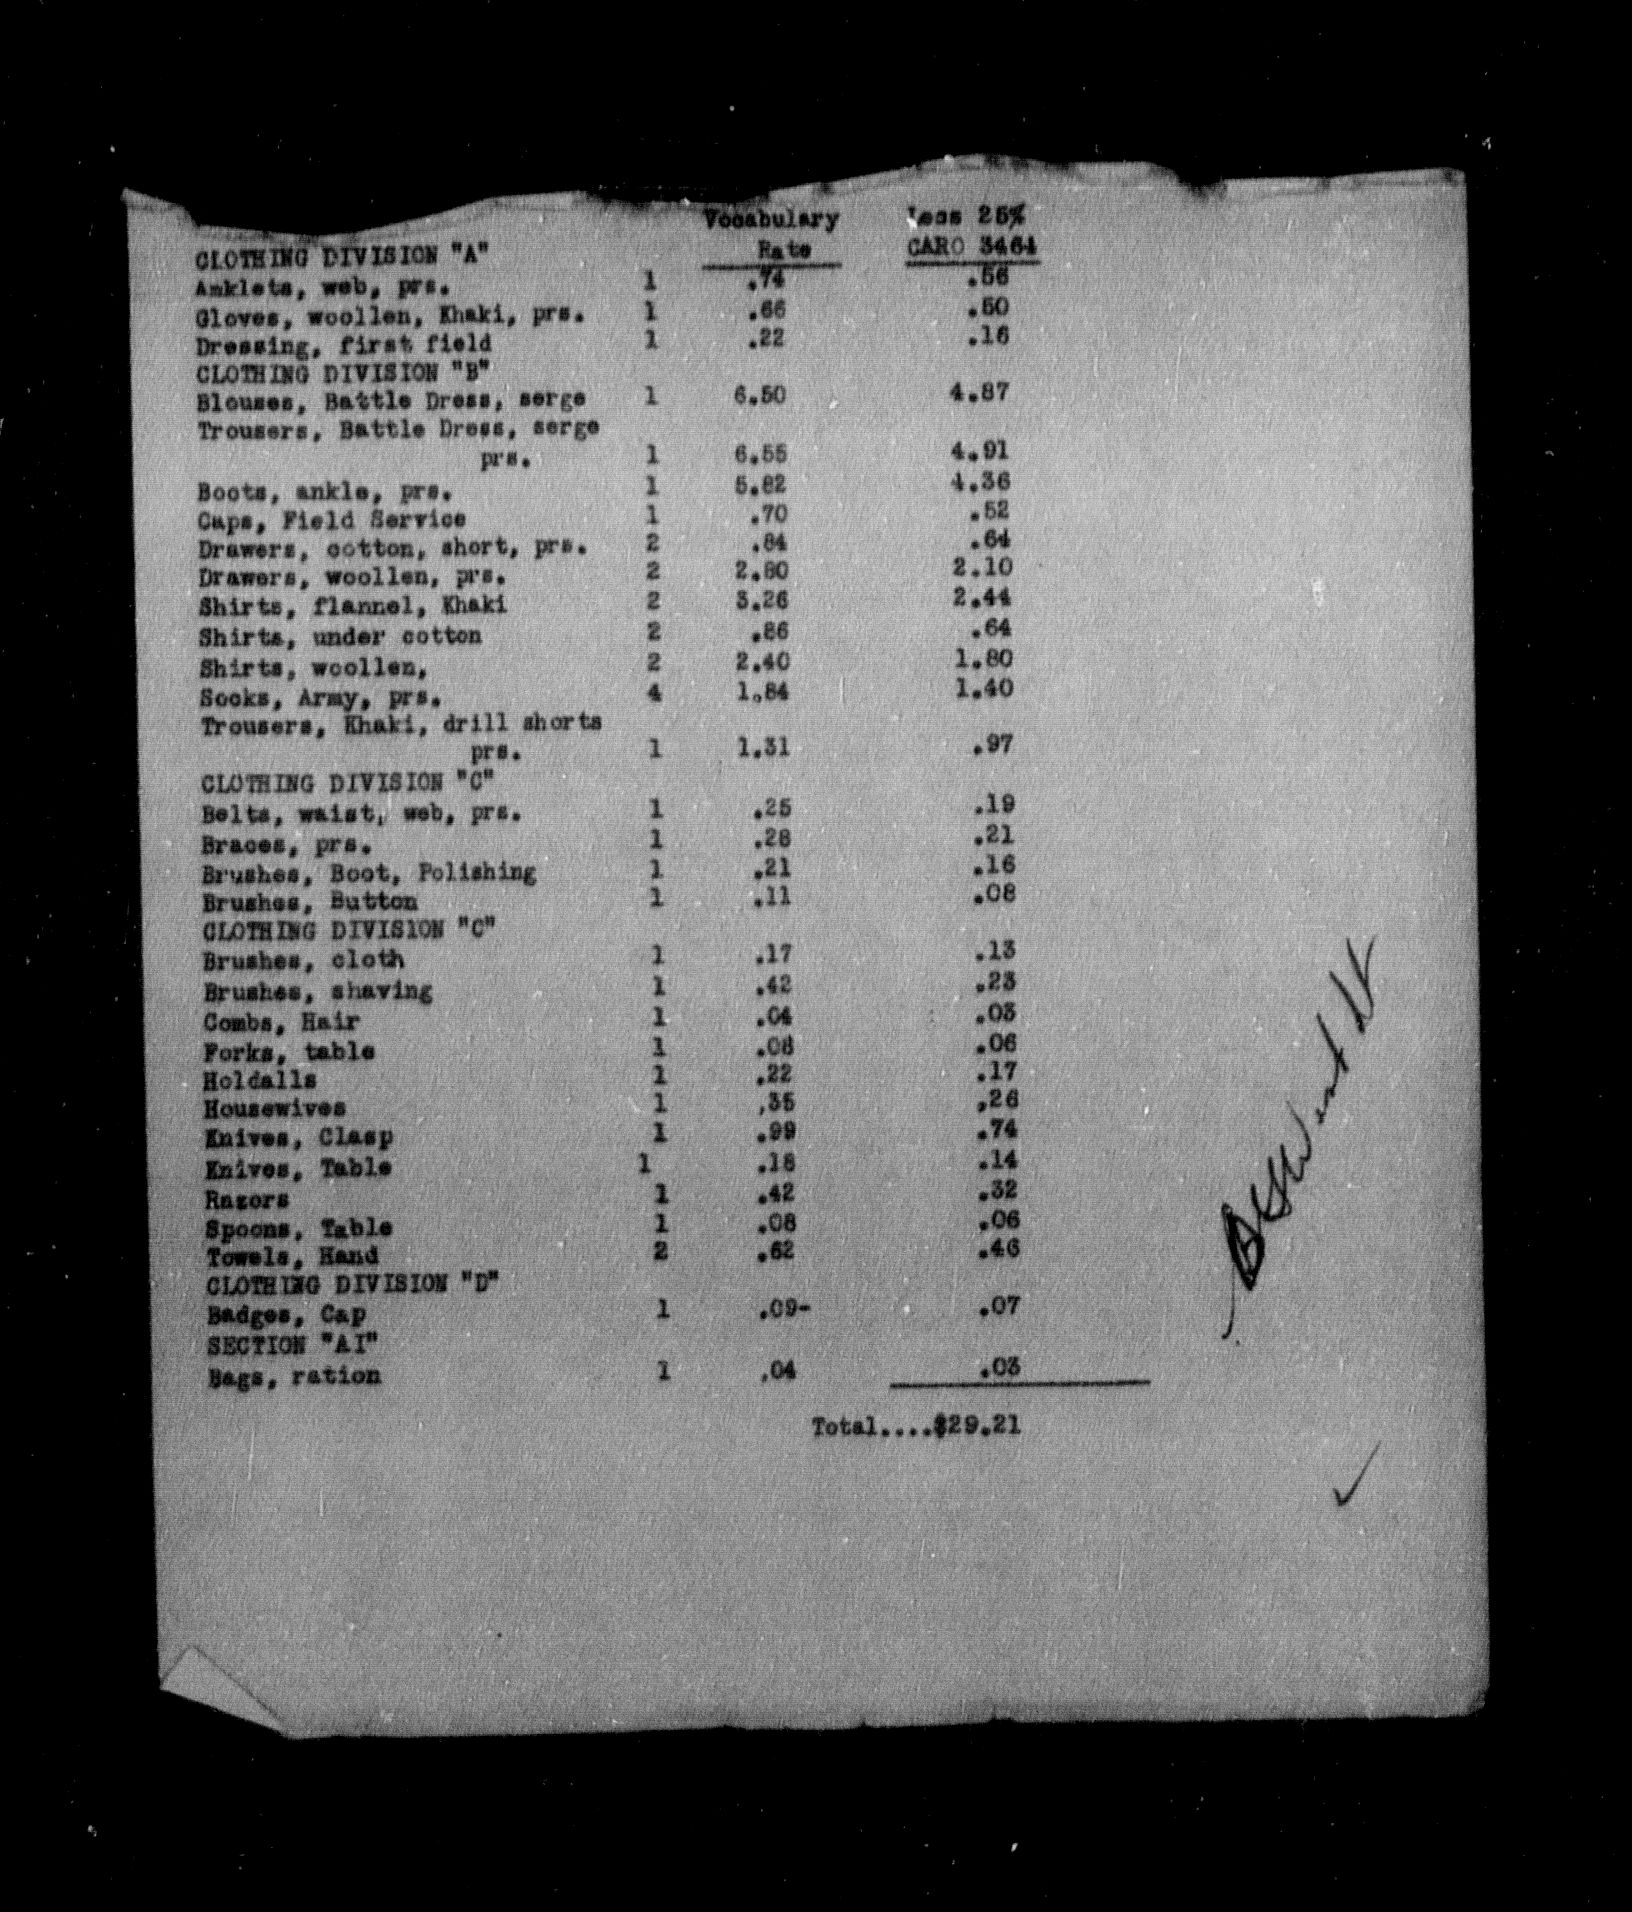 Vocabulary Less 25%
CLOTHING DIVISION "A" Rate CARO 3464
Anklets, web, prs. 1 .74 .56
Gloves, woollen, Khaki, prs. 1 .66 .50
Dressing, first field 1 .22 .16
CLOTHING DIVISION "B"
Blouses, Battle Dress, serge 1 6.50 4.87
Trousers, Battle Dress, serge
prs. 1 6.55 4.91
Boots, ankle, prs. 1 5.82 4.36
Caps, Field Service 1 .70 .52
Drawers, cotton, short, prs. 2 .84 .64
Drawers, woollen, prs. 2 2.80 2.10
Shirts, flannel, Khaki 2 3.26 2.44
Shirts, under cotton 2 .86 .64
Shirts, woollen, 2 2.40 1.80
Socks, Army, prs. 4 1.84 1.40
Trousers, Khaki, drill shorts
prs. 1 1.31 .97
CLOTHING DIVISION "C"
Belts, waist, web, prs. 1 .25 .19
Braces, prs. 1 .28 .21
Brushes, Boot, Polishing 1 .21 .16
Brushes, Button 1 .11 .08
CLOTHING DIVISION "C"
Brushes, cloth 1 .17 .13
Brushes, shaving 1 .42 .23
Combs, Hair 1 .04 .03
Forks, table 1 .08 .06
Holdalls 1 .22 .17
Housewives 1 ,35 ,26
Knives, Clasp 1 .99 .74
Knives, Table 1 .18 .14
Razors 1 .42 .32
Spoons, Table 1 .08 .06
Towels, Hand 2 .62 .46
CLOTHING DIVISION "D"
Badges, Cap 1 .09- .07
SECTION "AI"
Bags, ration 1 .04 .03
Total....$29.21